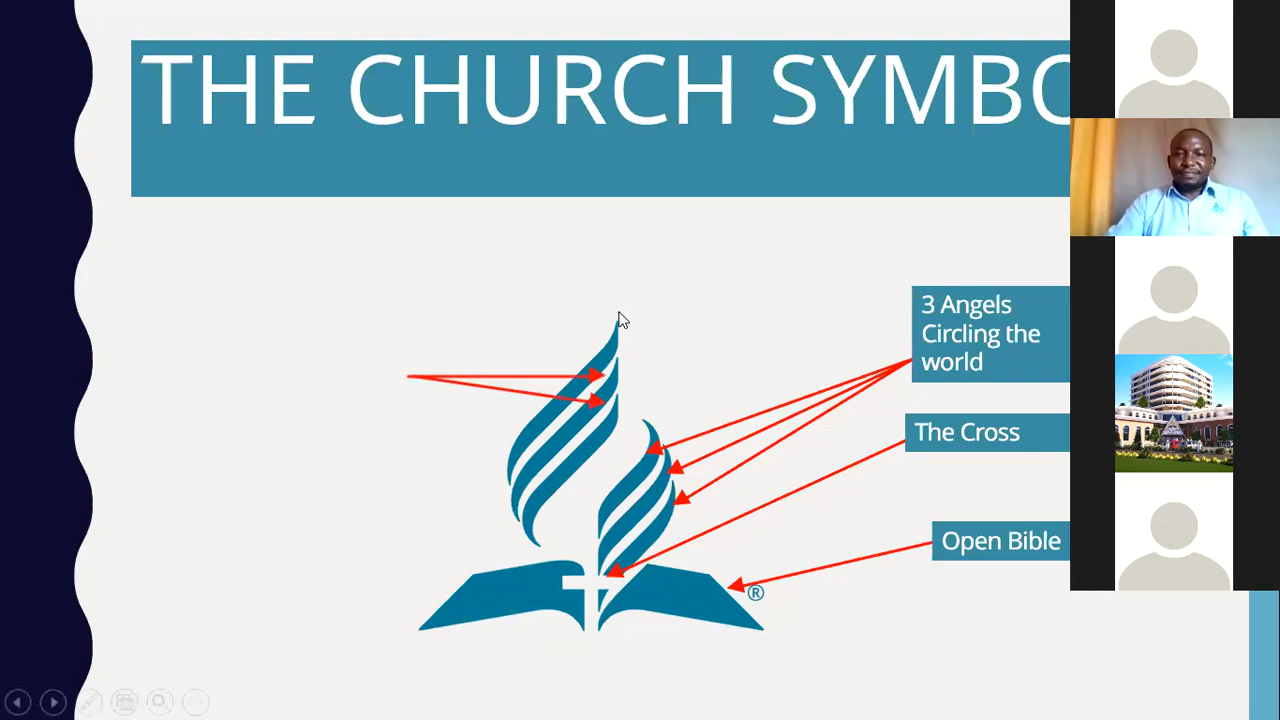 THE CHURCH SYMBO
3 Angels
Circling the
world
The Cross
Open Bible
®